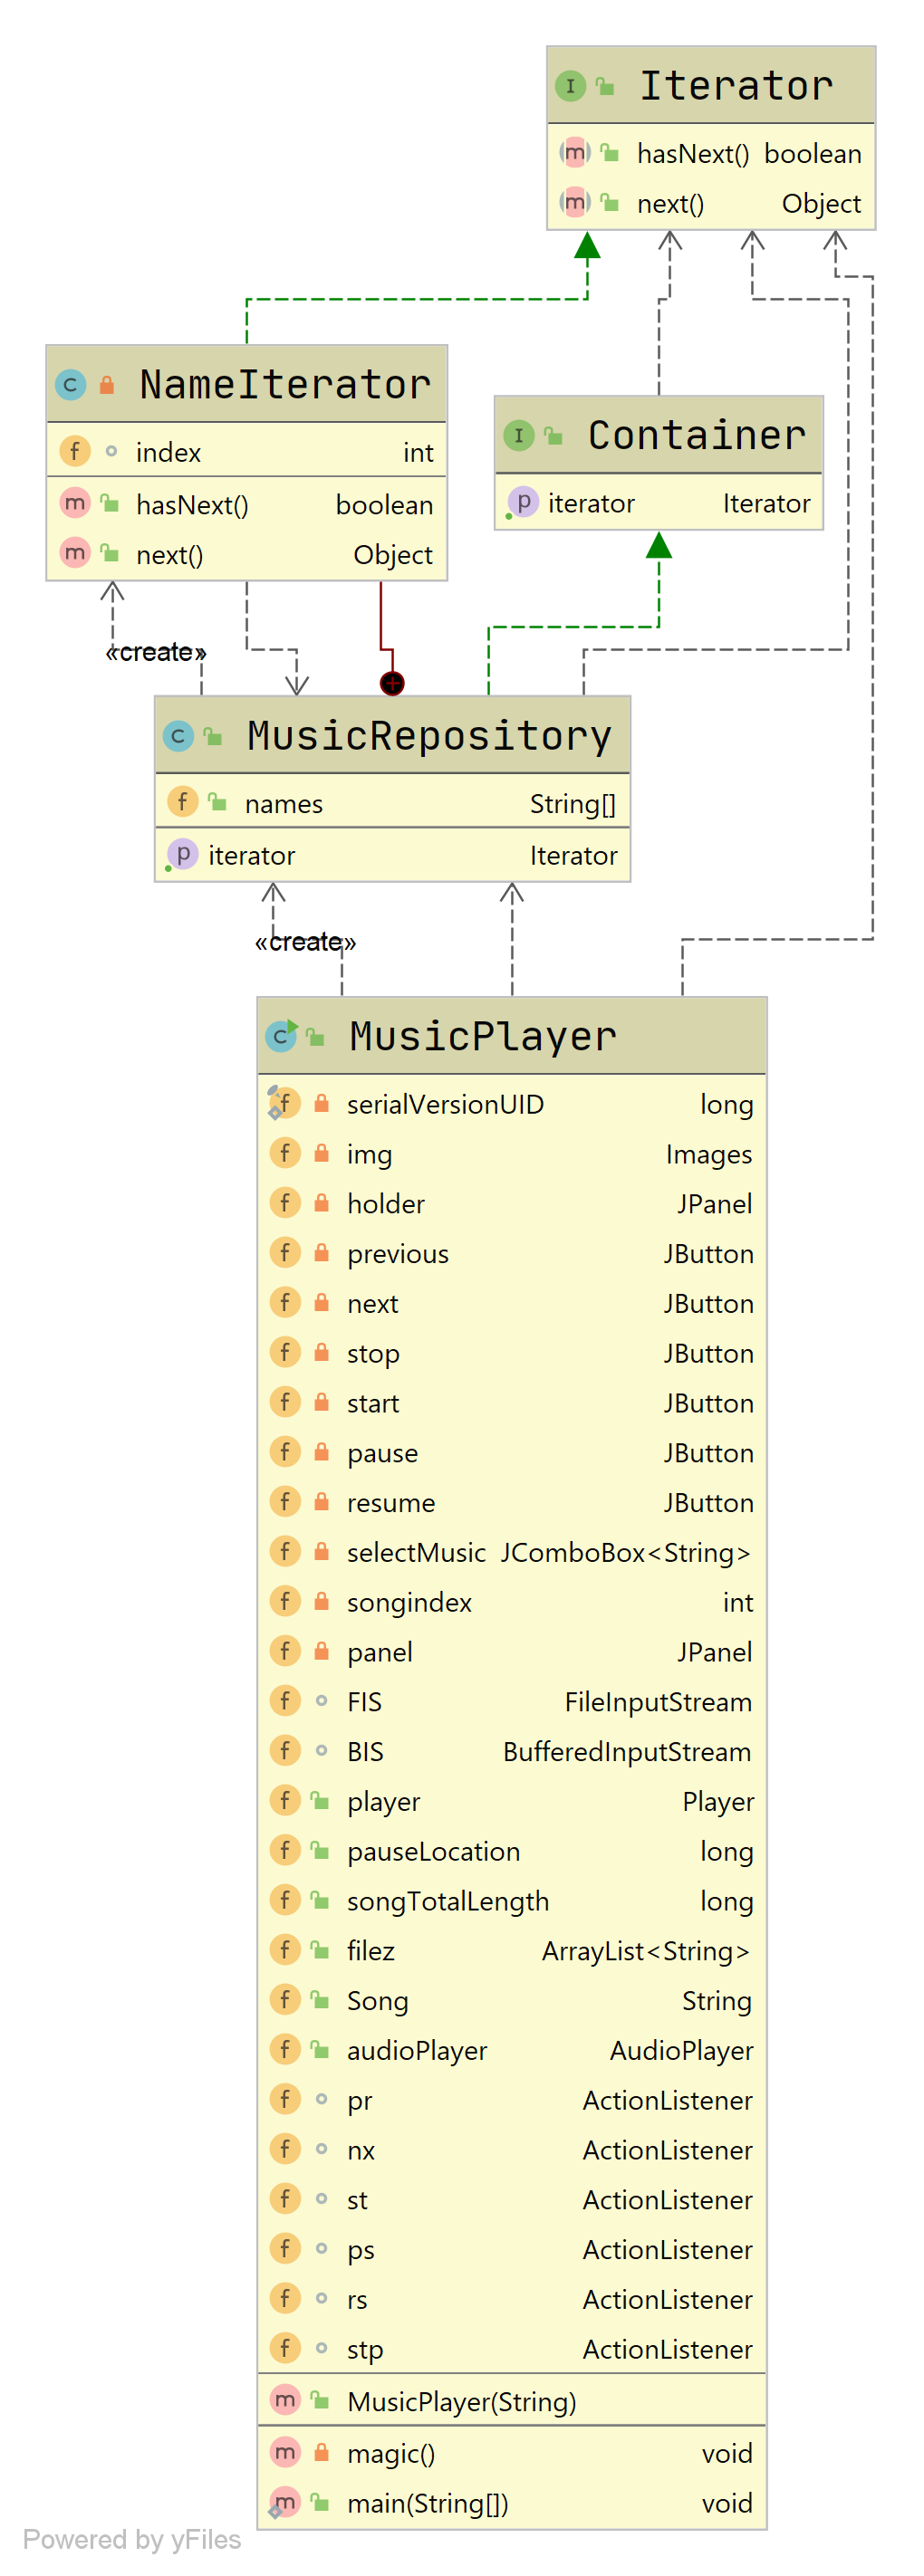 Iterator
hasNext() boolean
next() Object
NameIterator
index int
hasNext() boolean
next() Object
Container
iterator Iterator
«create»
MusicRepository
names String[]
iterator Iterator
«create»
MusicPlayer
serialVersionUID long
img Images
holder JPanel
previous JButton
next JButton
stop JButton
start JButton
pause JButton
resume JButton
selectMusic JComboBox<String>
songindex int
panel JPanel
FIS FileInputStream
BIS BufferedInputStream
player Player
pauseLocation long
songTotalLength long
filez ArrayList<String>
Song String
audioPlayer AudioPlayer
pr ActionListener
nx ActionListener
st ActionListener
ps ActionListener
rs ActionListener
stp ActionListener
MusicPlayer(String)
magic() void
main(String[]) void
Powered by yFiles